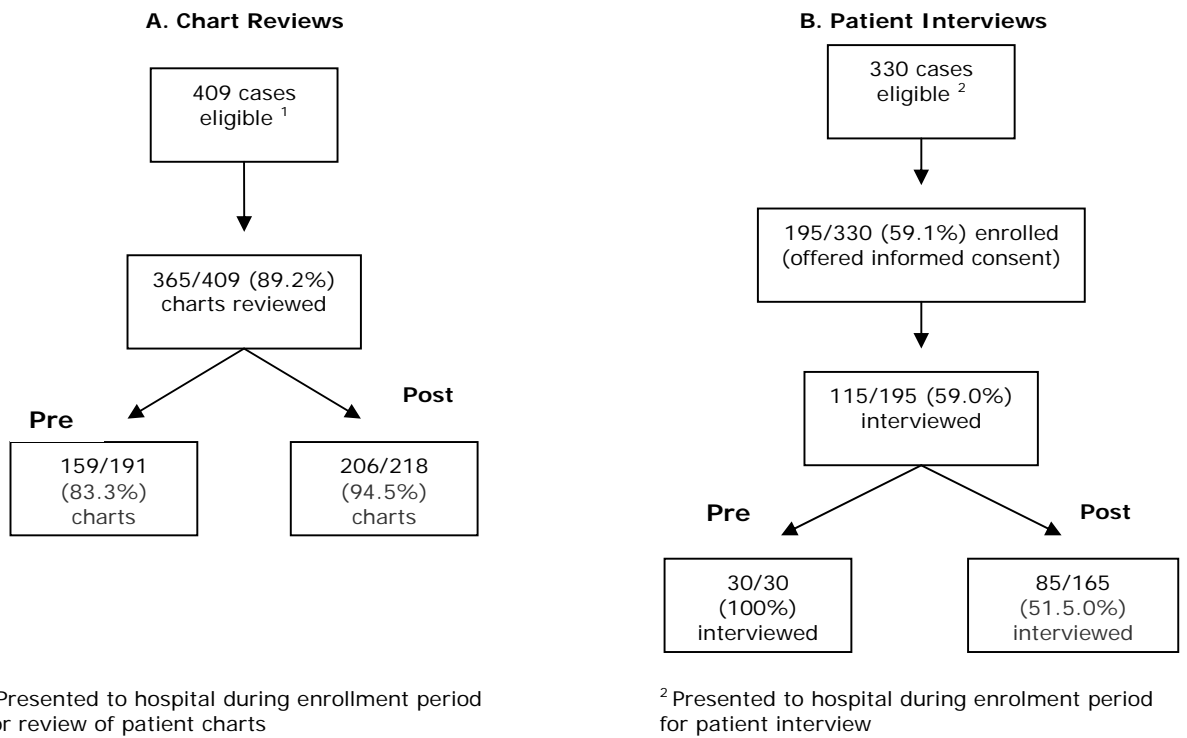 A. Chart Reviews
409 cases
eligible 1
365/409 (89.2%)
charts reviewed
Pre
Post
159/191
(83.3%)
charts
206/218
(94.5%)
charts
Presented to hospital during enrollment period
review of patient charts
B. Patient Interviews
330 cases
eligible 2
195/330 (59.1%) enrolled
(offered informed consent)
115/195 (59.0%)
interviewed
Pre
Post
30/30
(100%)
interviewed
85/165
(51.5.0%)
interviewed
2 Presented to hospital during enrolment period
for patient interview